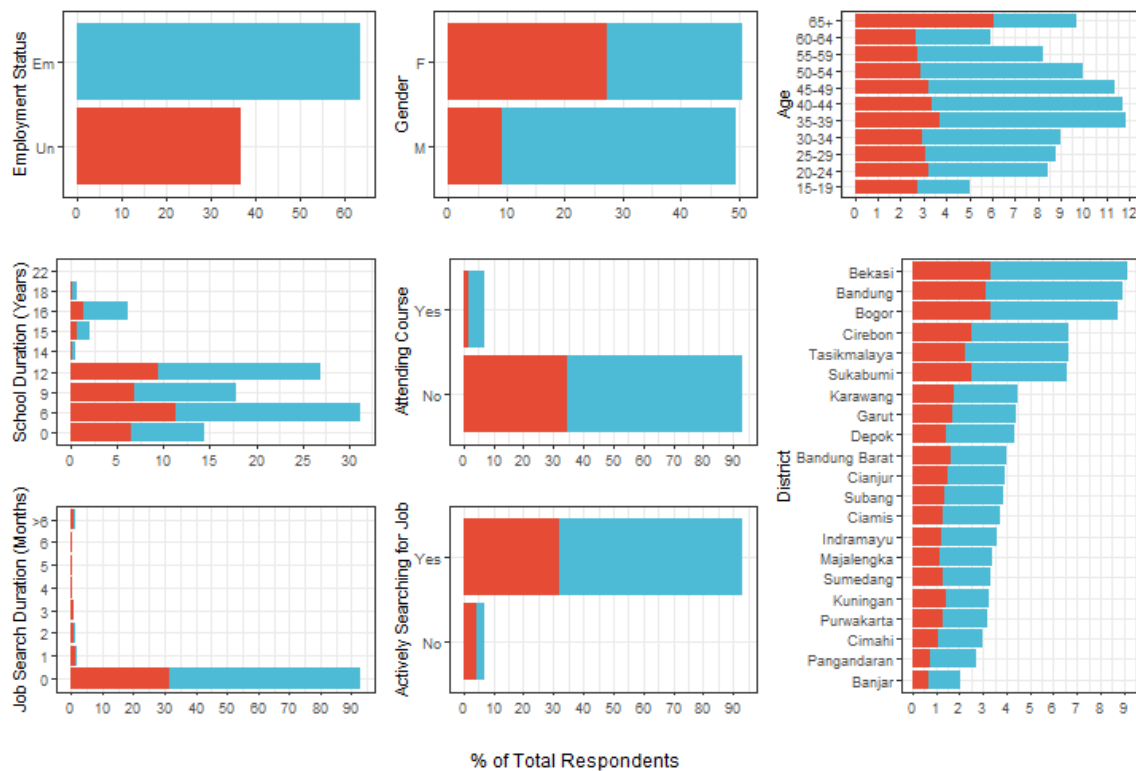 Employment Status
Em
Un
0 10 20 30 40 50 60
Gender
F
M
0 10 20 30 40 50
Age
65+
60-64
55-59
50-54
45-49
40-44
35-39
30-34
25-29
20-24
15-19
0 1 2 3 4 5 6 7 8 9 10 11 12
School Duration (Years)
22
18
16
15
14
12
9
6
0
0 5 10 15 20 25 30
Attending Course
Yes
No
0 10 20 30 40 50 60 70 80 90
Job Search Duration (Months)
>6
6
5
4
3
2
1
0
0 10 20 30 40 50 60 70 80 90
Actively Searching for Job
Yes
No
0 10 20 30 40 50 60 70 80 90
District
Bekasi
Bandung
Bogor
Cirebon
Tasikmalaya
Sukabumi
Karawang
Garut
Depok
Bandung Barat
Cianjur
Subang
Ciamis
Indramayu
Majalengka
Sumedang
Kuningan
Purwakarta
Cimahi
Pangandaran
Banjar
0 1 2 3 4 5 6 7 8 9
% of Total Respondents